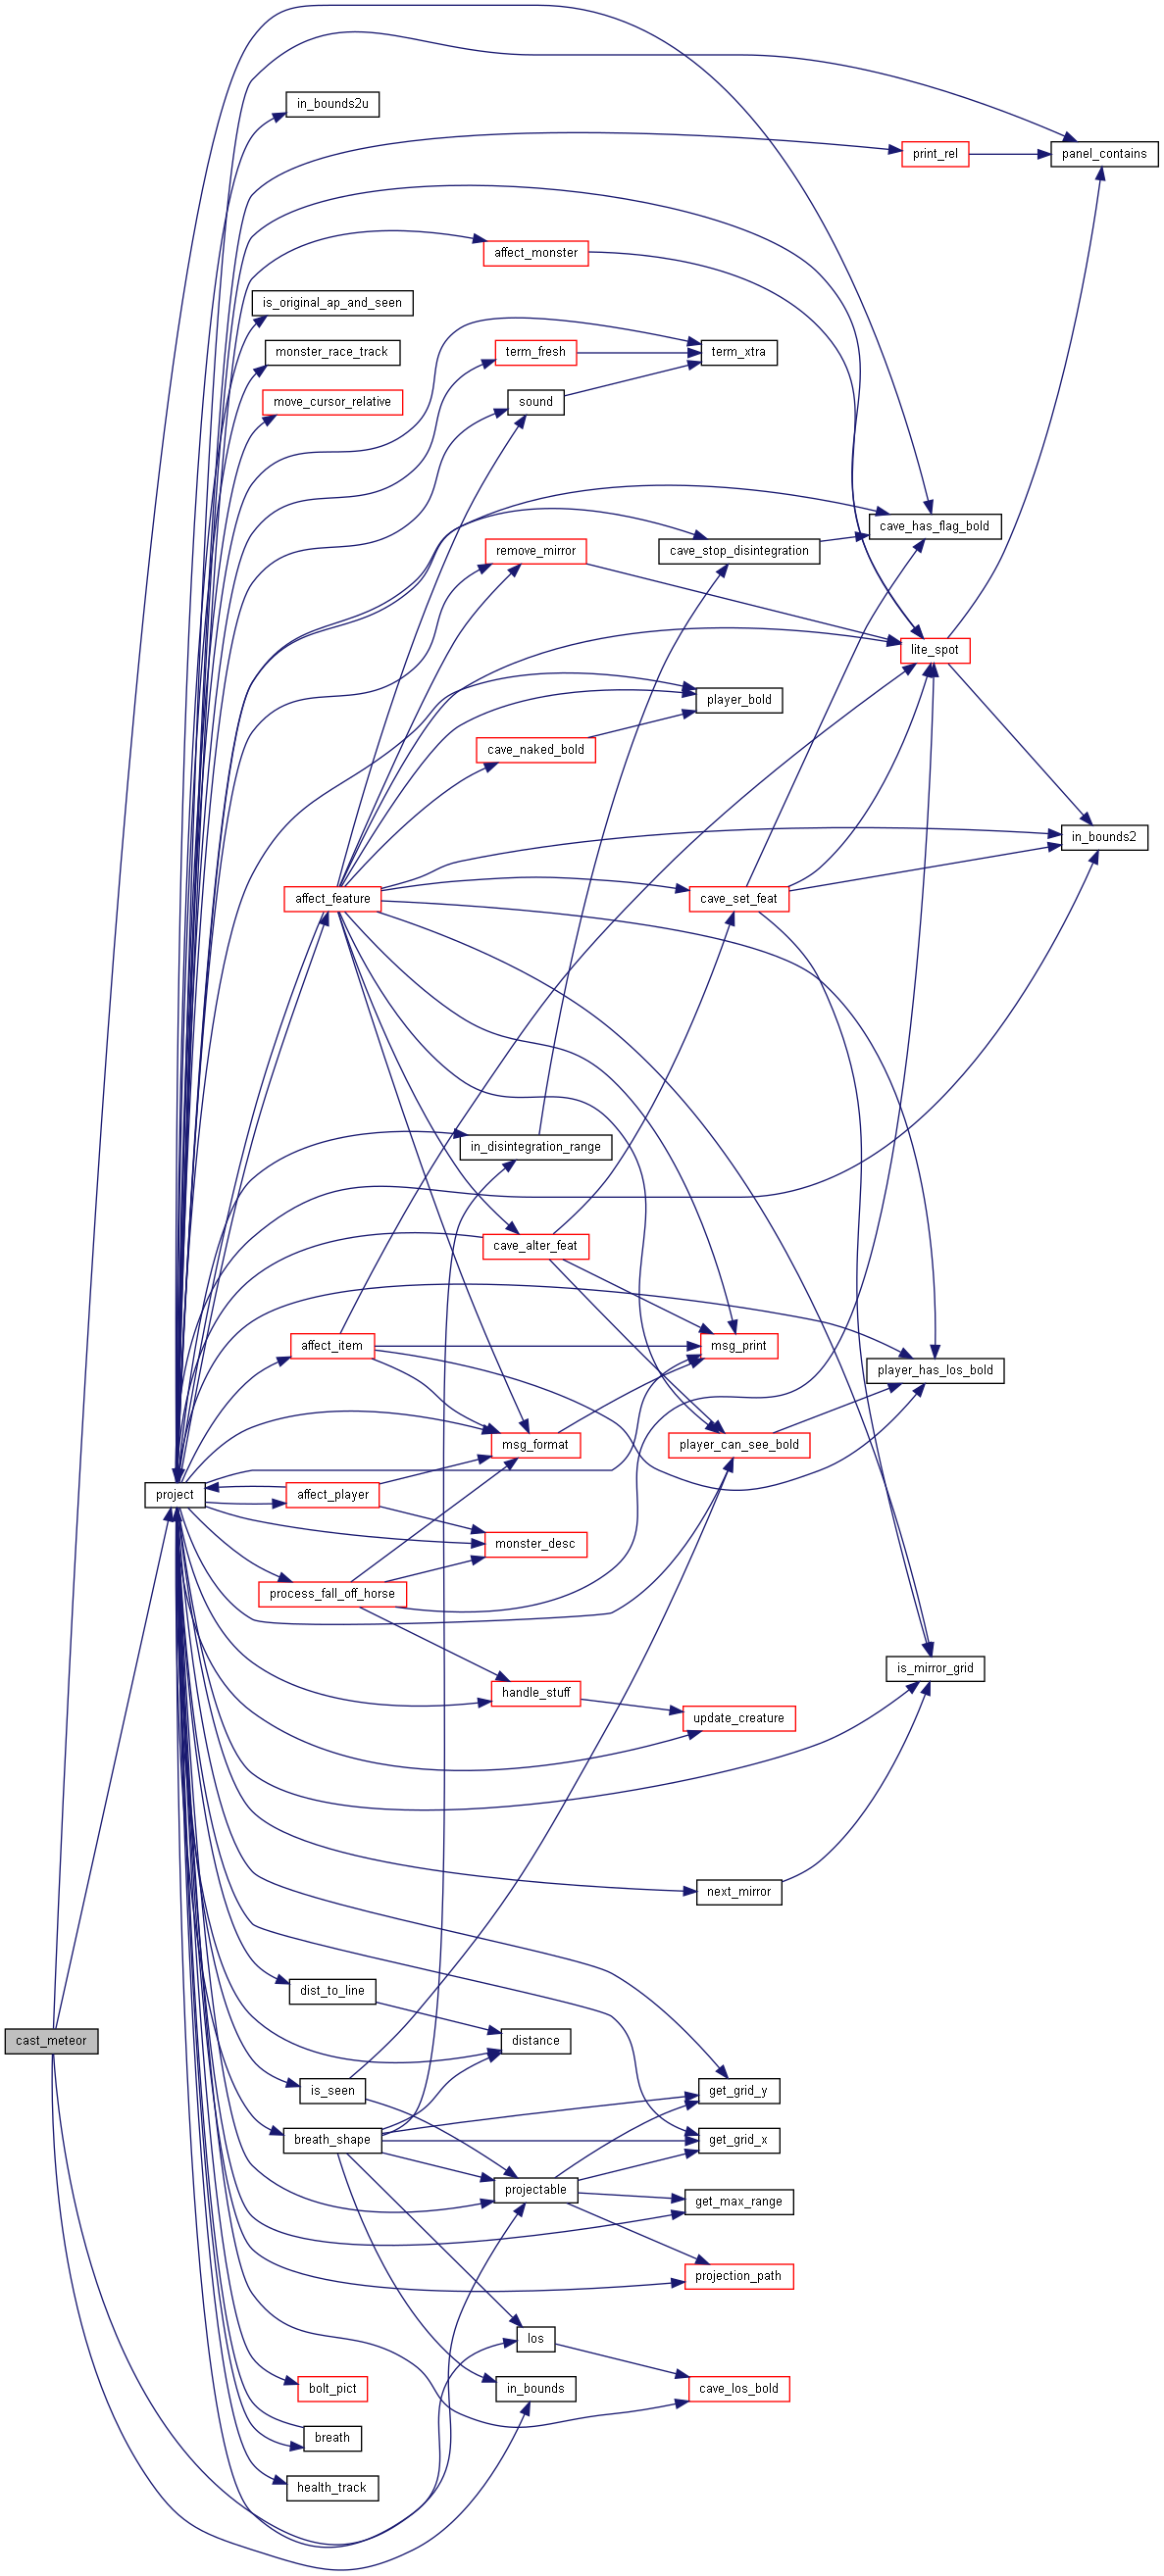 in_bounds2u
print_rel
panel_contains
affect_monster
is_original_ap_and_seen
monster_race_track
term_fresh
term_xtra
move_cursor_relative
sound
cave_has_flag_bold
remove_mirror
cave_stop_disintegration
lite_spot
player_bold
cave_naked_bold
in_bounds2
affect_feature
cave_set_feat
in_disintegration_range
cave_alter_feat
affect_item
msg_print
player_has_los_bold
msg_format
player_can_see_bold
project
affect_player
monster_desc
process_fall_off_horse
is_mirror_grid
handle_stuff
update_creature
next_mirror
dist_to_line
cast_meteor
distance
is_seen
get_grid_y
breath_shape
get_grid_x
projectable
get_max_range
projection_path
los
bolt_pict
in_bounds
cave_los_bold
breath
health_track